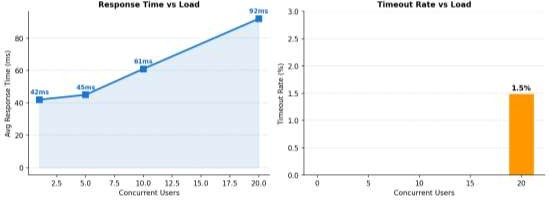 Response Time vs Load
Avg Response Time (ms)
80
60
40
20
0
42ms
45ms
61ms
92ms
2.5 5.0 7.5 10.0 12.5 15.0 17.5 20.0
Concurrent Users
Timeout Rate vs Load
Timeout Rate (%)
3.0
2.5
2.0
1.5
1.0
0.5
0.0
1.5%
0 5 10 15 20
Concurrent Users